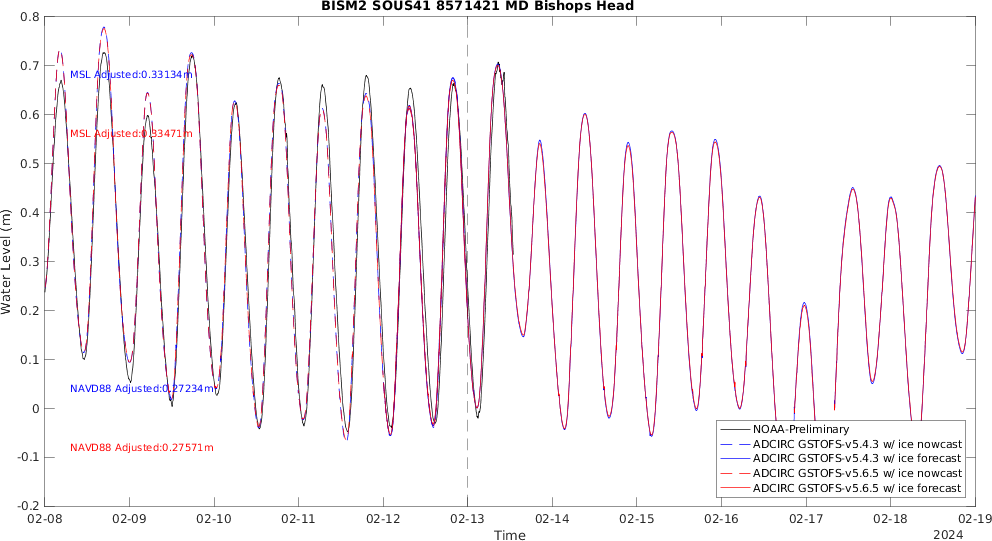 BISM2 SOUS41 8571421 MD Bishops Head
0.8
0.7
0.6
0.5
0.4
0.3
0.2
0.1
0
-0.1
-0.2
Water Level (m)
MSL Adjusted:0.33134m
MSL Adjusted:0.33471m
NAVD88 Adjusted:0.27234m
NAVD88 Adjusted:0.27571m
NOAA-Preliminary
ADCIRC GSTOFS-v5.4.3 w/ ice nowcast
ADCIRC GSTOFS-v5.4.3 w/ ice forecast
ADCIRC GSTOFS-v5.6.5 w/ ice nowcast
ADCIRC GSTOFS-v5.6.5 w/ ice forecast
02-08 02-09 02-10 02-11 02-12 02-13 02-14 02-15 02-16 02-17 02-18 02-19
Time
2024